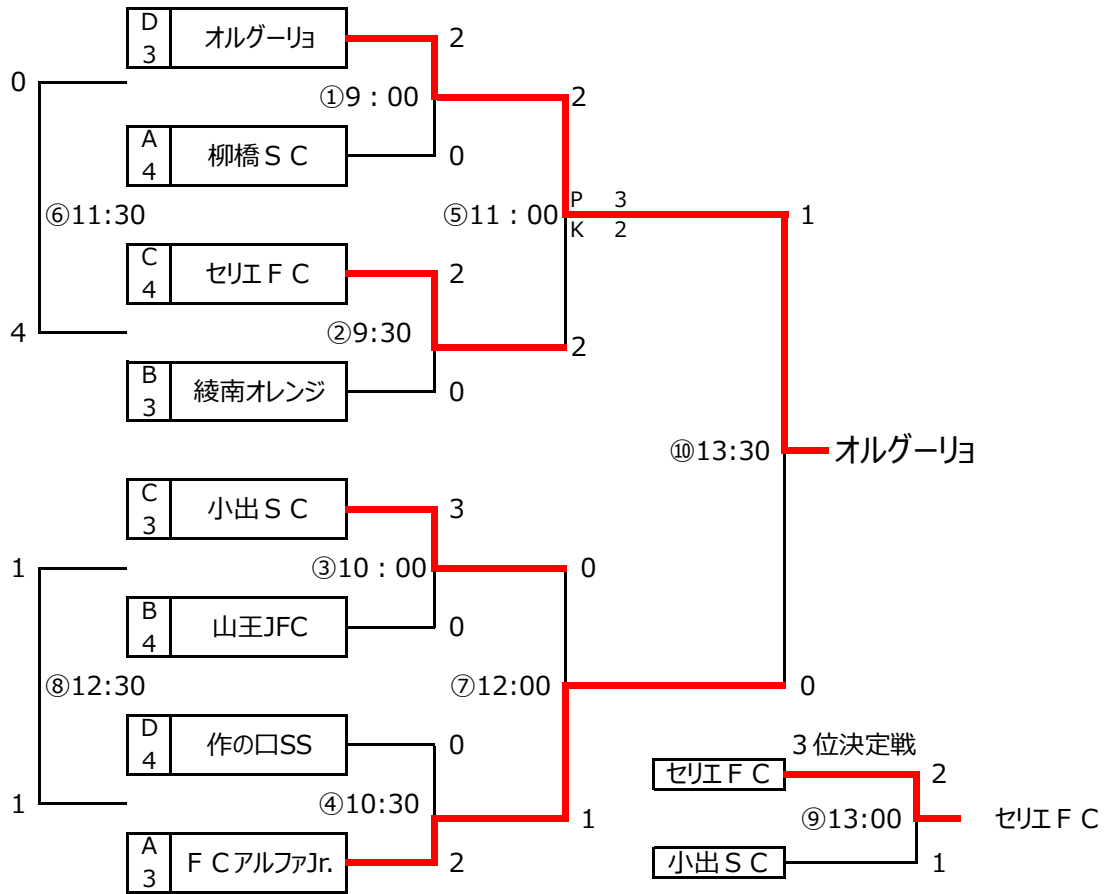 D
3
オルグーリョ
2
0
①9：00
2
A
4
柳橋ＳＣ
0
⑥11:30
⑤11：00
P 3
K 2
1
C
4
セリエＦＣ
2
4
②9:30
2
B
3
綾南オレンジ
0
⑩13:30
オルグーリョ
C
3
小出ＳＣ
3
1
③10：00
0
B
4
山王JFC
0
⑧12:30
⑦12:00
0
D
4
作の口SS
0
３位決定戦
セリエＦＣ
2
1
④10:30
1
⑨13:00
セリエＦＣ
A
3
ＦＣアルファJr.
2
小出ＳＣ
1